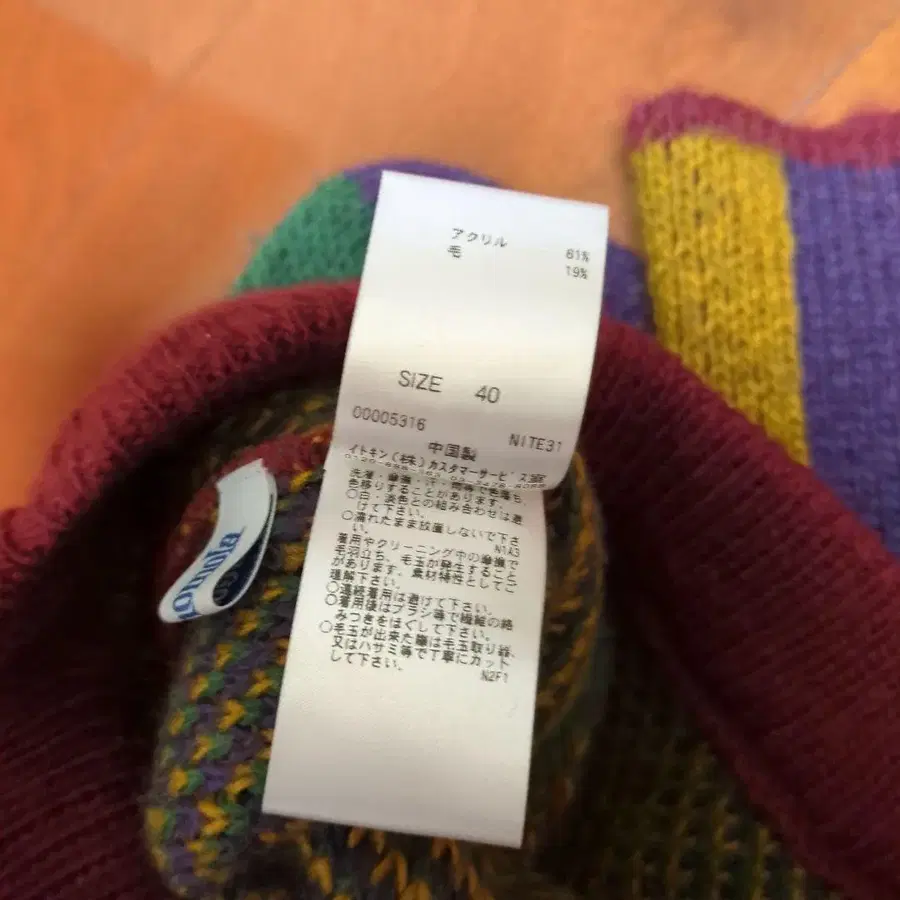 アクリル 81%
毛 19%
SIZE 40
00005316 NITE31
中国製
イトキン(株)カスタマーサービス
洗濯・摩擦・汗・雨等で色落ち
色移りすることがあります。
○白・淡色との組み合わせは避
けて下さい。
○濡れたまま放置しないで下さ
い。 N1A3
着用やクリーニング中の摩擦で
毛羽立ち、毛玉が発生すること
があります。素材特性としてご
理解下さい。
○連続着用は避けて下さい。
○着用後はブラシ等で繊維の絡
みつきをほぐして下さい。
○毛玉が出来た際は毛玉取り器、
又はハサミ等で丁寧にカット
して下さい。 N2F1